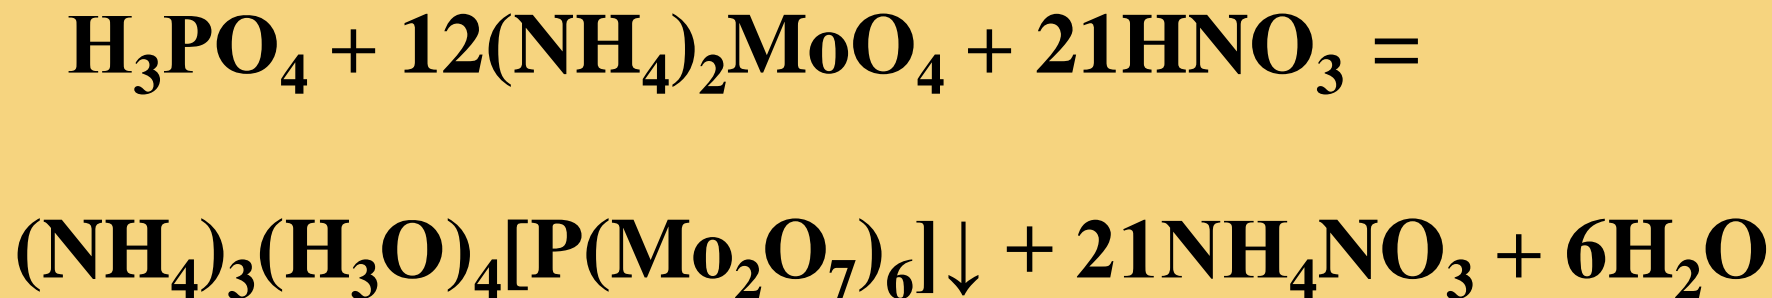 H₃PO₄ + 12(NH₄)₂MoO₄ + 21HNO₃ =
(NH₄)₃(H₃O)₄[P(Mo₂O₇)₆]↓ + 21NH₄NO₃ + 6H₂O